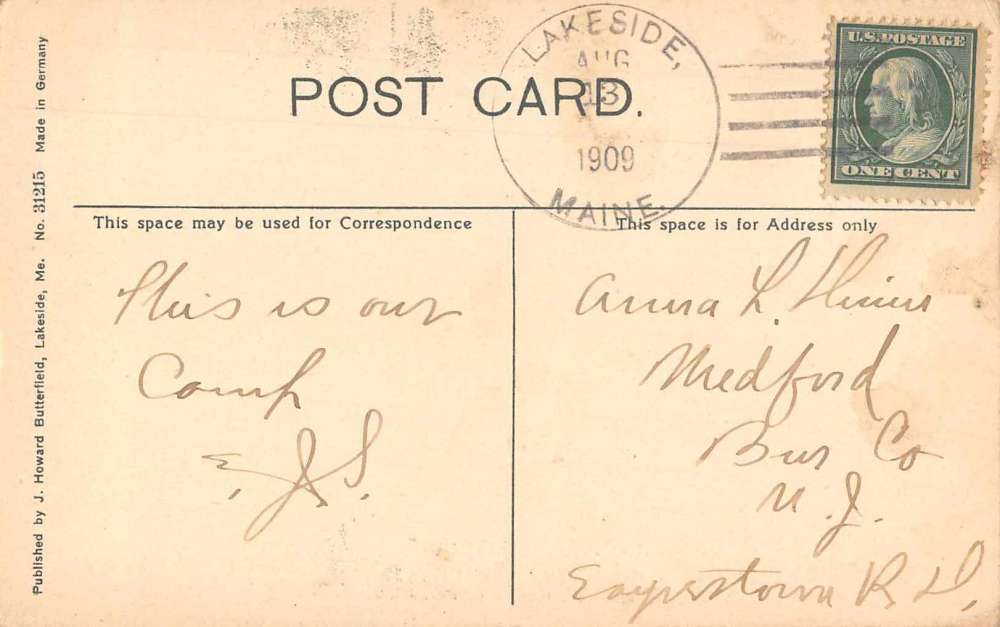 LAKESIDE,
AUG
13
1909
MAINE.
U.S. POSTAGE
ONE CENT
POST CARD.
Published by J. Howard Butterfield, Lakeside, Me. No. 31215 Made in Germany
This space may be used for Correspondence
This is our
Camp
E. J. S.
This space is for Address only
Anna L.
Medford
Bur Co
N. J.
R D,